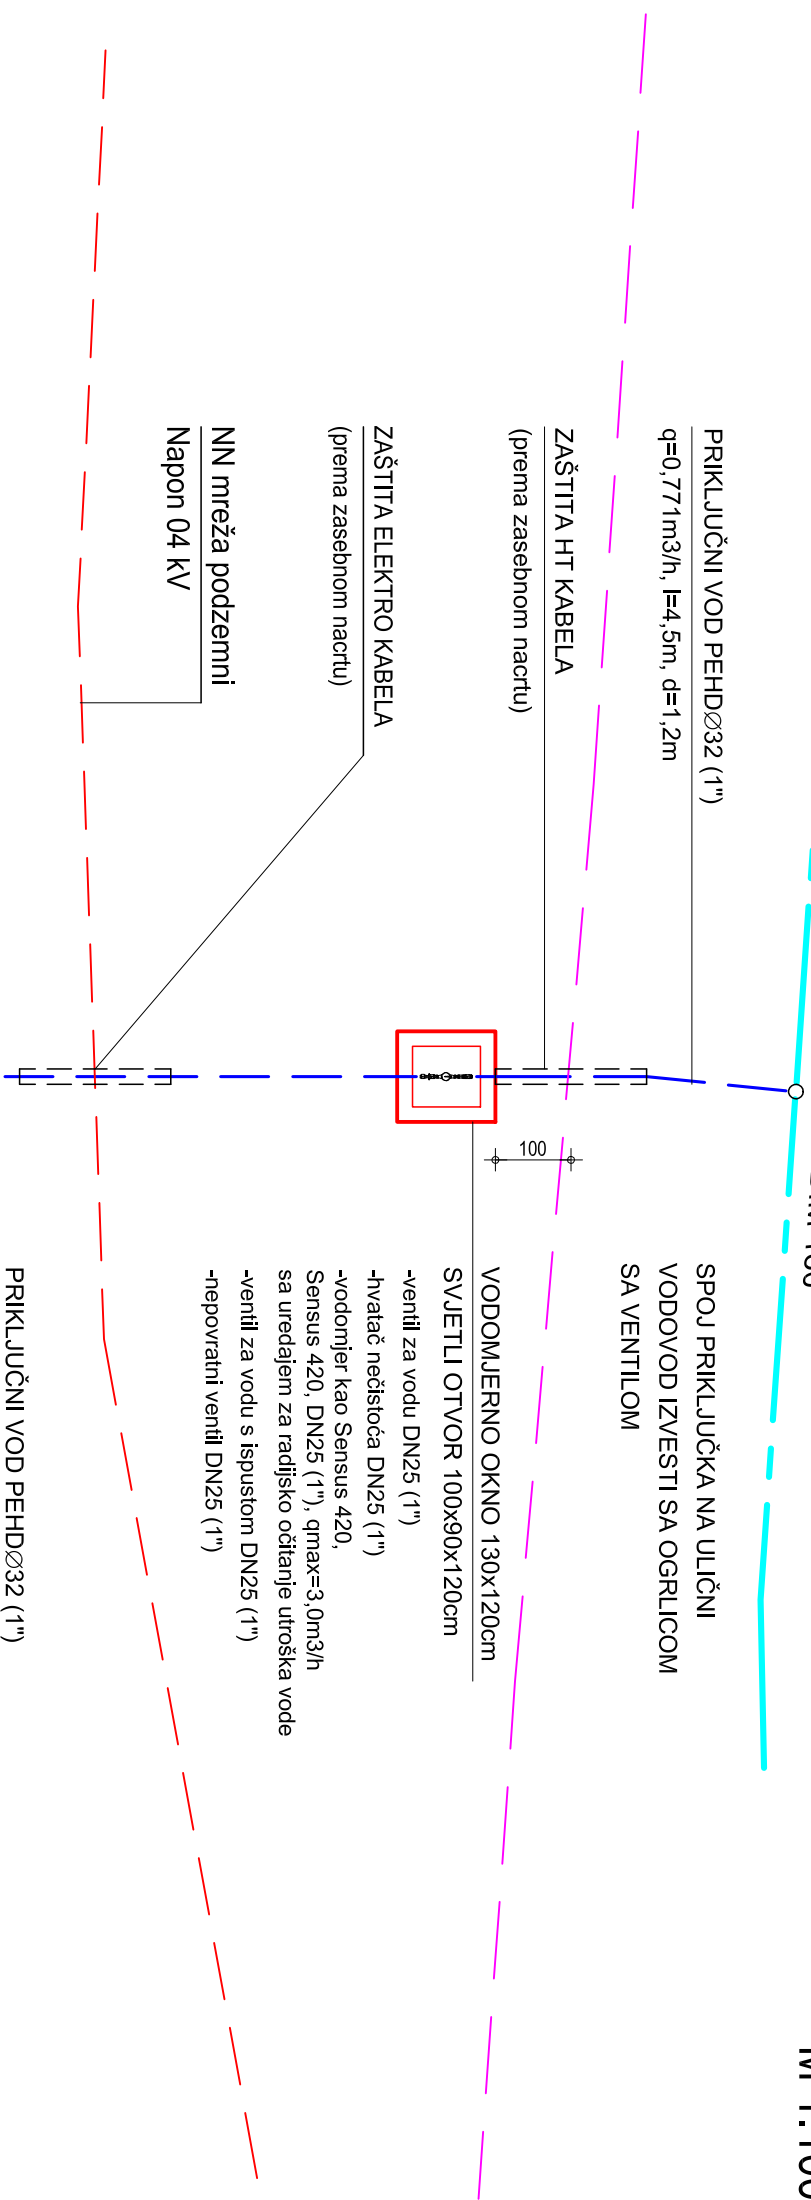 PRIKLJUČNI VOD PEHDØ32 (1")
q=0,771m3/h, l=4,5m, d=1,2m
ZAŠTITA HT KABELA
(prema zasebnom nacrtu)
ZAŠTITA ELEKTRO KABELA
(prema zasebnom nacrtu)
NN mreža podzemni
Napon 04 kV
100
SPOJ PRIKLJUČKA NA ULIČNI
VODOVOD IZVESTI SA OGRLICOM
SA VENTILOM
VODOMJERNO OKNO 130x120cm
SVJETLI OTVOR 100x90x120cm
-ventil za vodu DN25 (1")
-hvatač nečistoća DN25 (1")
-vodomjer kao Sensus 420,
Sensus 420, DN25 (1"), qmax=3,0m3/h
sa uredajem za radijsko očitanje utroška vode
-ventil za vodu s ispustom DN25 (1")
-nepovratni ventil DN25 (1")
PRIKLJUČNI VOD PEHDØ32 (1")
M 1:100